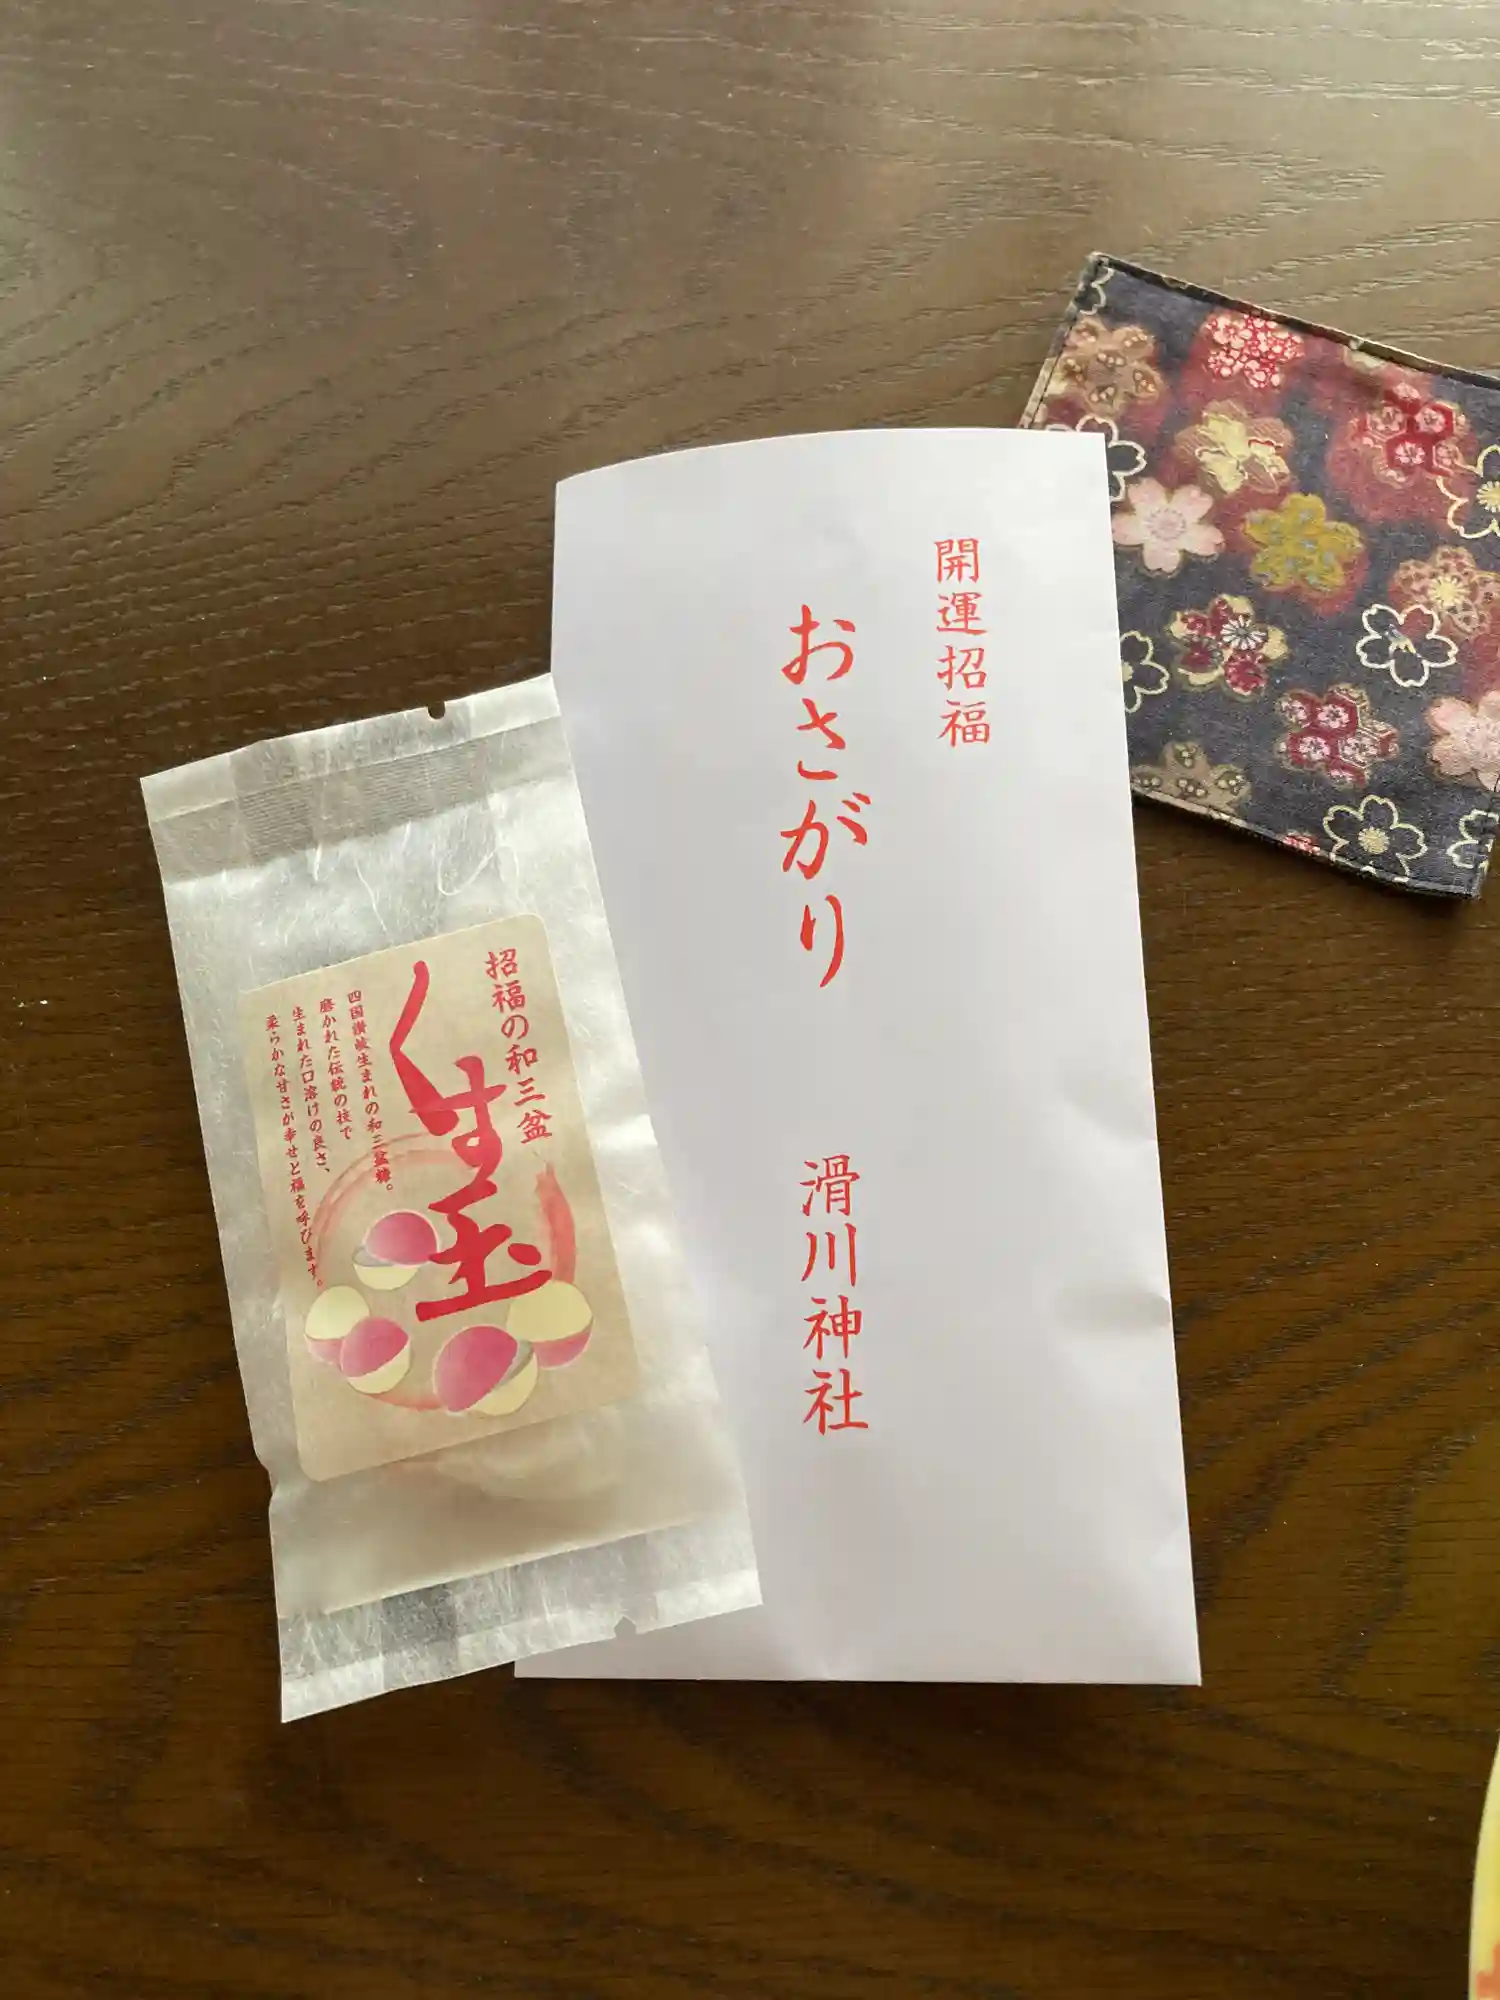 開運招福
おさがり
滑川神社
招福の和三盆
くす玉
四国讃岐生まれの和三盆糖。
磨かれた伝統の技で
生まれた口溶けの良さ、
柔らかな甘さが幸せと福を呼びます。